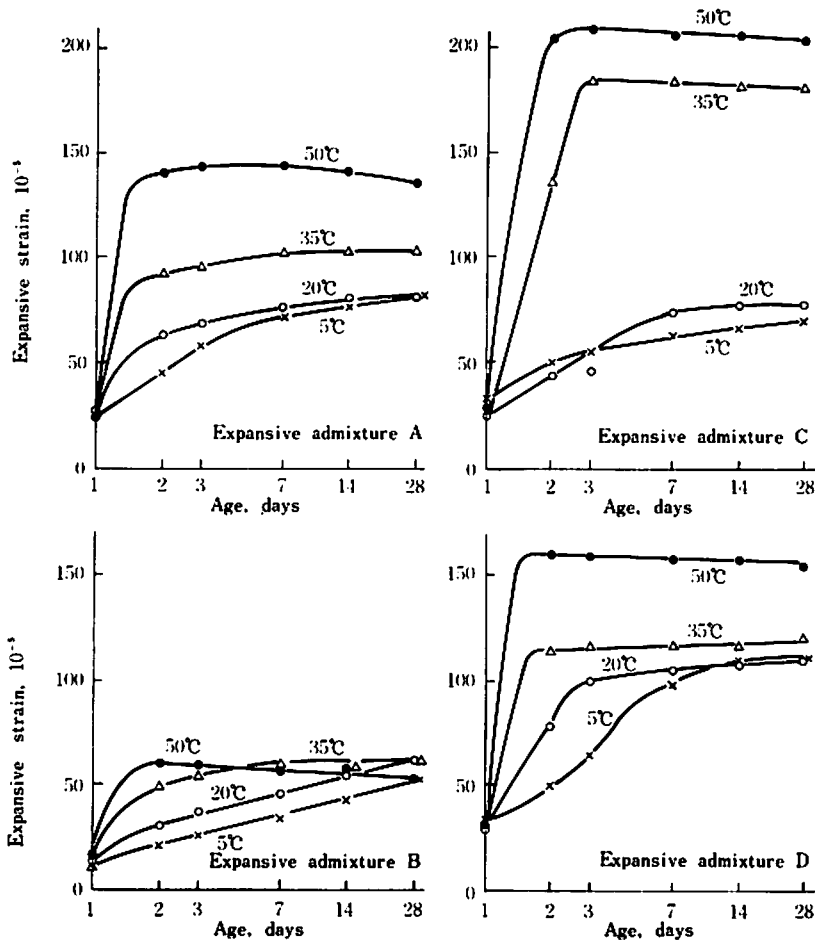 Expansive strain, 10⁻⁵
200
150
100
50
0
50℃
35℃
20℃
5℃
Expansive admixture A
1 2 3 7 14 28
Age, days
200
150
100
50
0
50℃
35℃
20℃
5℃
Expansive admixture C
1 2 3 7 14 28
Age, days
Expansive strain, 10⁻⁵
150
100
50
0
50℃ 35℃
20℃
5℃
Expansive admixture B
1 2 3 7 14 28
Age, days
150
100
50
0
50℃
35℃
20℃
5℃
Expansive admixture D
1 2 3 7 14 28
Age, days